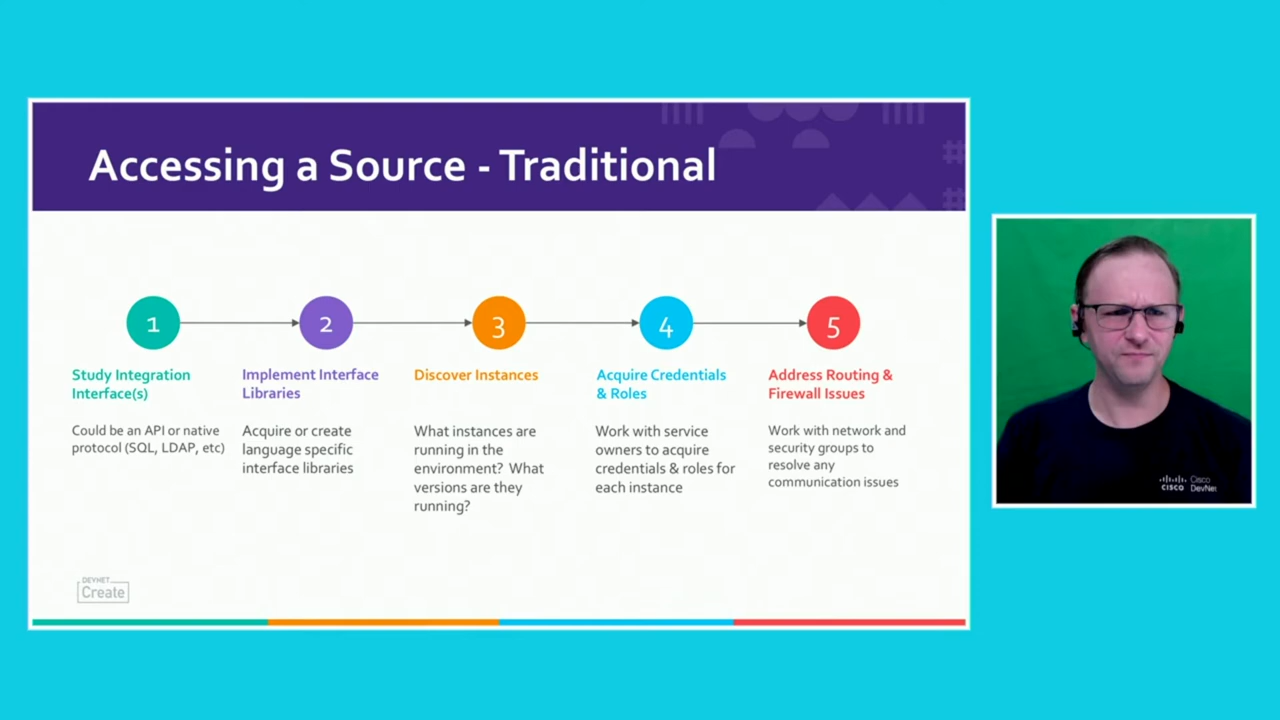 Accessing a Source - Traditional
1
2
3
4
5
Study Integration
Interface(s)
Could be an API or native
protocol (SQL, LDAP, etc)
Implement Interface
Libraries
Acquire or create
language specific
interface libraries
Discover Instances
What instances are
running in the
environment? What
versions are they
running?
Acquire Credentials
& Roles
Work with service
owners to acquire
credentials & roles for
each instance
Address Routing &
Firewall Issues
Work with network and
security groups to
resolve any
communication issues
DEVNET
Create
CISCO
Cisco
DevNet